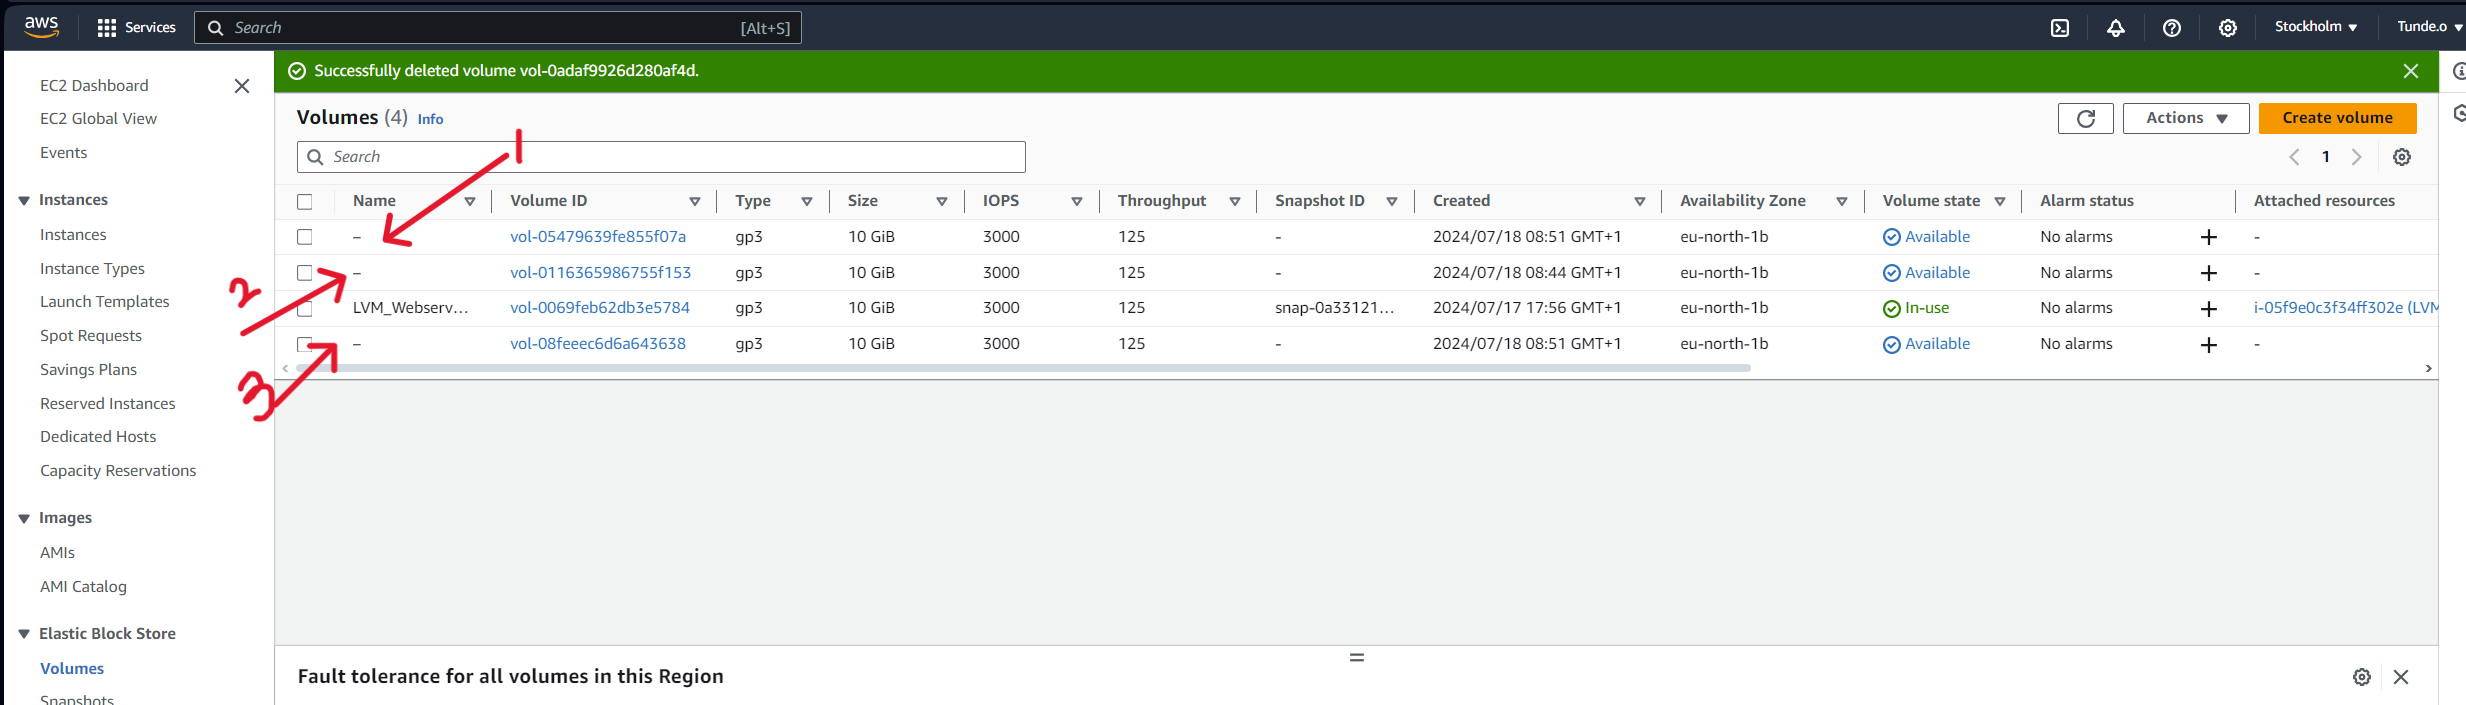 aws Services Search [Alt+S] Stockholm ▼ Tunde.o ▼
Successfully deleted volume vol-0adaf9926d280af4d.
EC2 Dashboard
EC2 Global View
Events
Instances
Instances
Instance Types
Launch Templates
Spot Requests
Savings Plans
Reserved Instances
Dedicated Hosts
Capacity Reservations
Images
AMIs
AMI Catalog
Elastic Block Store
Volumes
Snapshots
Volumes (4) Info
Actions ▼ Create volume
Search
1
1
Name Volume ID Type Size IOPS Throughput Snapshot ID Created Availability Zone Volume state Alarm status Attached resources
– vol-05479639fe855f07a gp3 10 GiB 3000 125 - 2024/07/18 08:51 GMT+1 eu-north-1b Available No alarms + -
2
– vol-0116365986755f153 gp3 10 GiB 3000 125 - 2024/07/18 08:44 GMT+1 eu-north-1b Available No alarms + -
LVM_Webserv... vol-0069feb62db3e5784 gp3 10 GiB 3000 125 snap-0a33121... 2024/07/17 17:56 GMT+1 eu-north-1b In-use No alarms + i-05f9e0c3f34ff302e (LVM
3
– vol-08feeec6d6a643638 gp3 10 GiB 3000 125 - 2024/07/18 08:51 GMT+1 eu-north-1b Available No alarms + -
Fault tolerance for all volumes in this Region